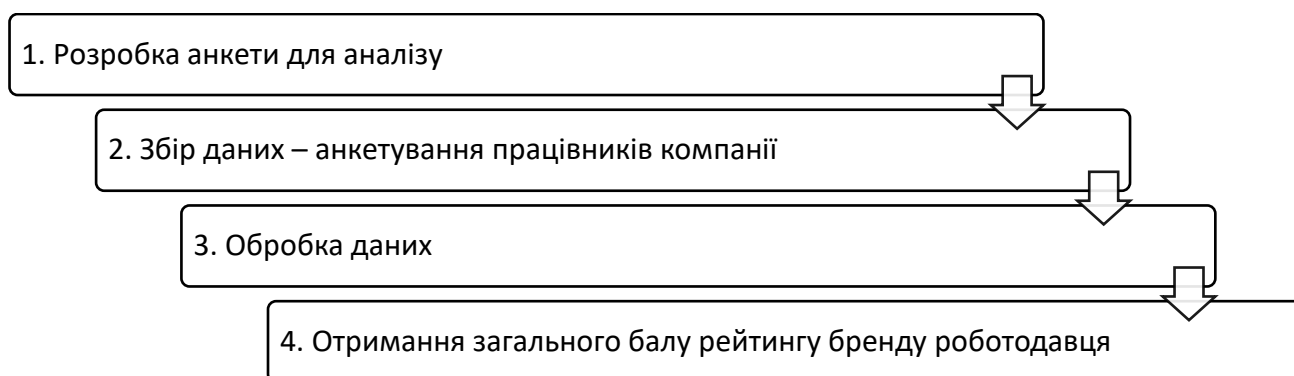 1. Розробка анкети для аналізу
2. Збір даних – анкетування працівників компанії
3. Обробка даних
4. Отримання загального балу рейтингу бренду роботодавця